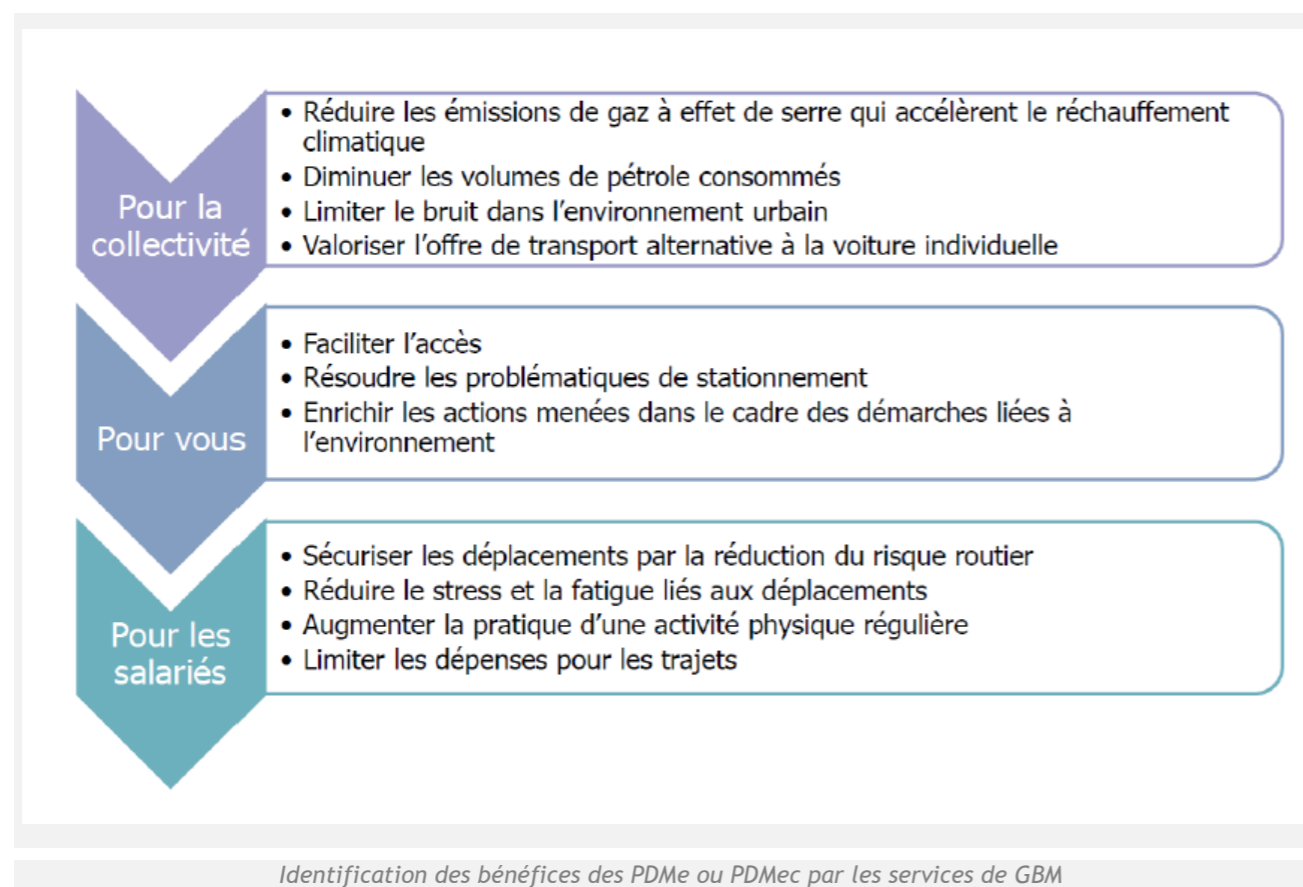 Pour la
collectivité
• Réduire les émissions de gaz à effet de serre qui accélèrent le réchauffement
climatique
• Diminuer les volumes de pétrole consommés
• Limiter le bruit dans l'environnement urbain
• Valoriser l'offre de transport alternative à la voiture individuelle
Pour vous
• Faciliter l'accès
• Résoudre les problématiques de stationnement
• Enrichir les actions menées dans le cadre des démarches liées à
l'environnement
Pour les
salariés
• Sécuriser les déplacements par la réduction du risque routier
• Réduire le stress et la fatigue liés aux déplacements
• Augmenter la pratique d'une activité physique régulière
• Limiter les dépenses pour les trajets
Identification des bénéfices des PDMe ou PDMec par les services de GBM